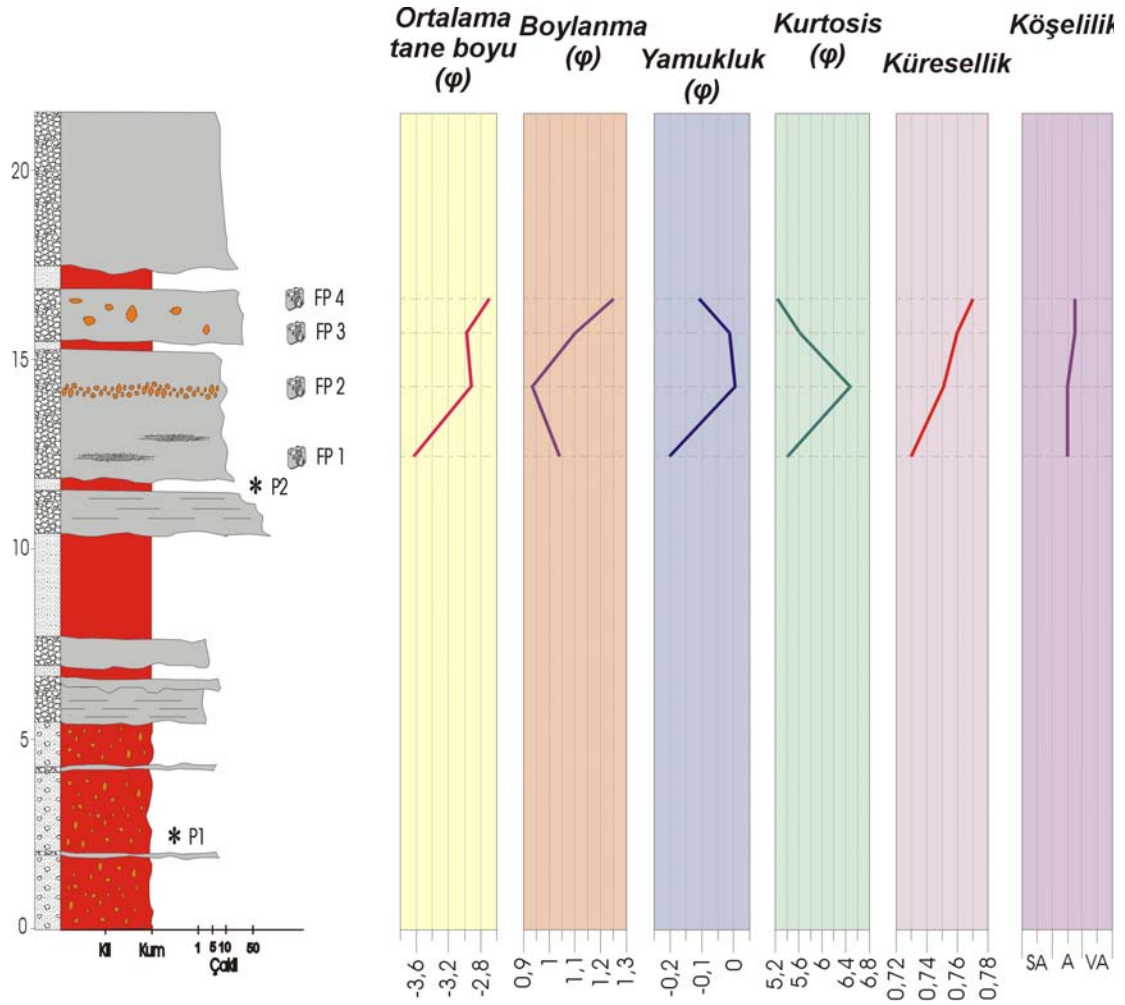 Ortalama
tane boyu
(φ)
Boylanma
(φ)
Yamukluk
(φ)
Kurtosis
(φ)
Küresellik
Köşelilik
20
15
10
5
0
FP 4
FP 3
FP 2
FP 1
* P2
* P1
Kil
Kum
1
5
10
50
Çakıl
-3,6
-3,2
-2,8
0,9
1
1,1
1,2
1,3
-0,2
-0,1
0
5,2
5,6
6
6,4
6,8
0,72
0,74
0,76
0,78
SA
A
VA